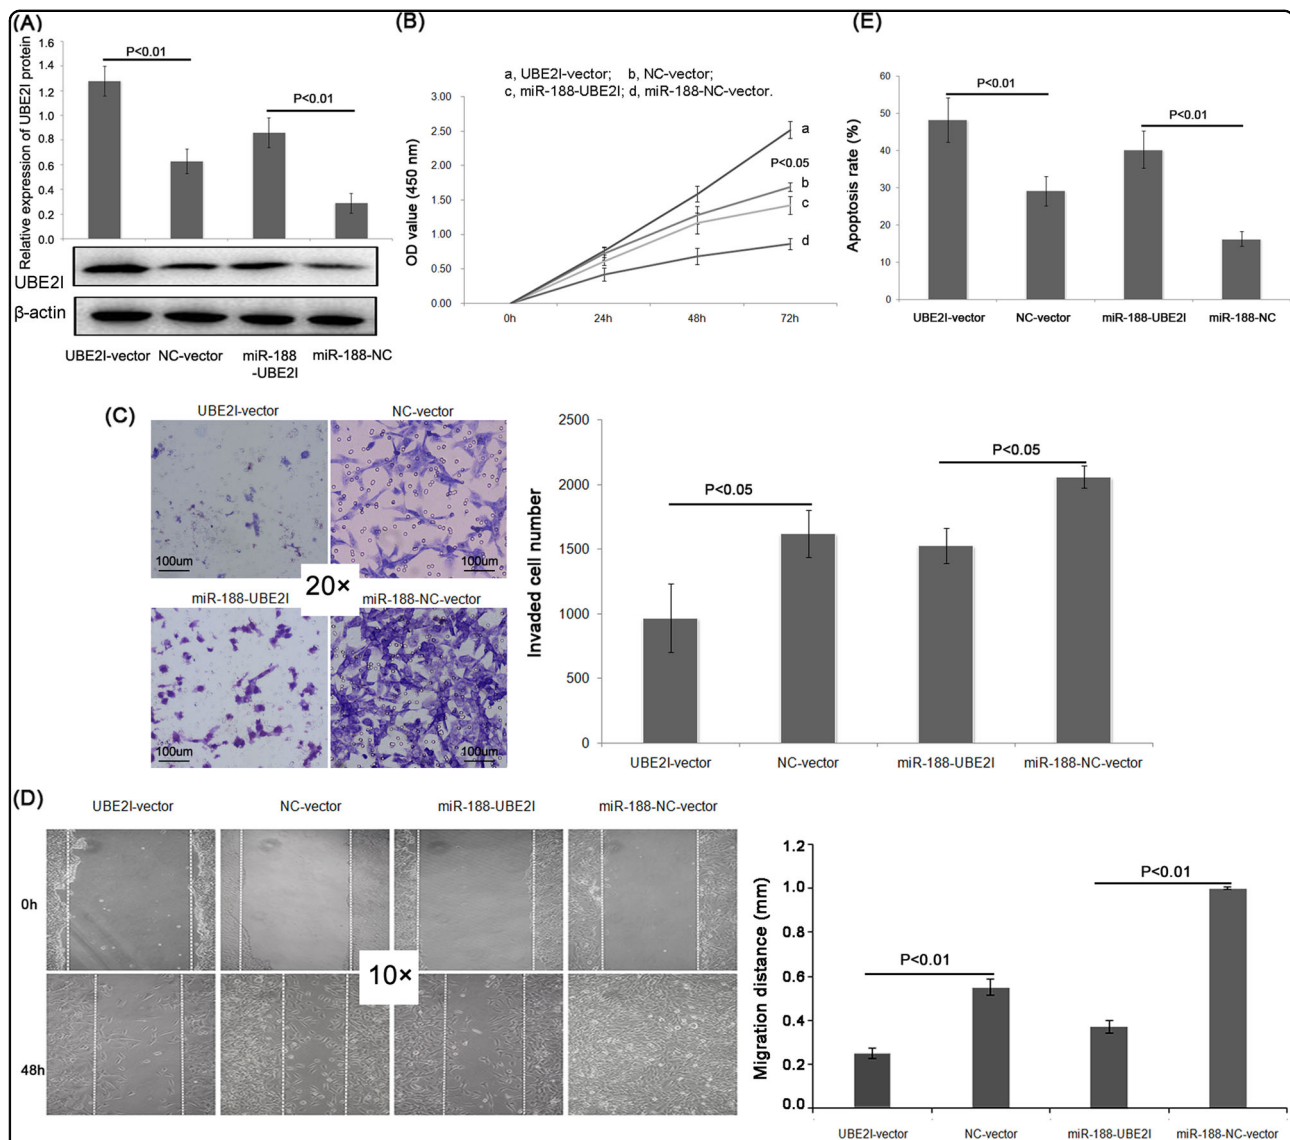 (A)
Relative expression of UBE2I protein
1.6
1.4
1.2
1.0
0.8
0.6
0.4
0.2
0.0
P<0.01
P<0.01
UBE2I
β-actin
UBE2I-vector
NC-vector
miR-188
-UBE2I
miR-188-NC
(B)
a, UBE2I-vector; b, NC-vector;
c, miR-188-UBE2I; d, miR-188-NC-vector.
OD value (450 nm)
3.00
2.50
2.00
1.50
1.00
0.50
0.00
a
P<0.05
b
c
d
0h
24h
48h
72h
(E)
Apoptosis rate (%)
60
50
40
30
20
10
0
P<0.01
P<0.01
UBE2I-vector
NC-vector
miR-188-UBE2I
miR-188-NC
(C)
UBE2I-vector
NC-vector
100um
100um
20×
miR-188-UBE2I
miR-188-NC-vector
100um
100um
Invaded cell number
2500
2000
1500
1000
500
0
P<0.05
P<0.05
UBE2I-vector
NC-vector
miR-188-UBE2I
miR-188-NC-vector
(D)
UBE2I-vector
NC-vector
miR-188-UBE2I
miR-188-NC-vector
0h
10×
48h
Migration distance (mm)
1.2
1.0
0.8
0.6
0.4
0.2
0.0
P<0.01
P<0.01
UBE2I-vector
NC-vector
miR-188-UBE2I
miR-188-NC-vector